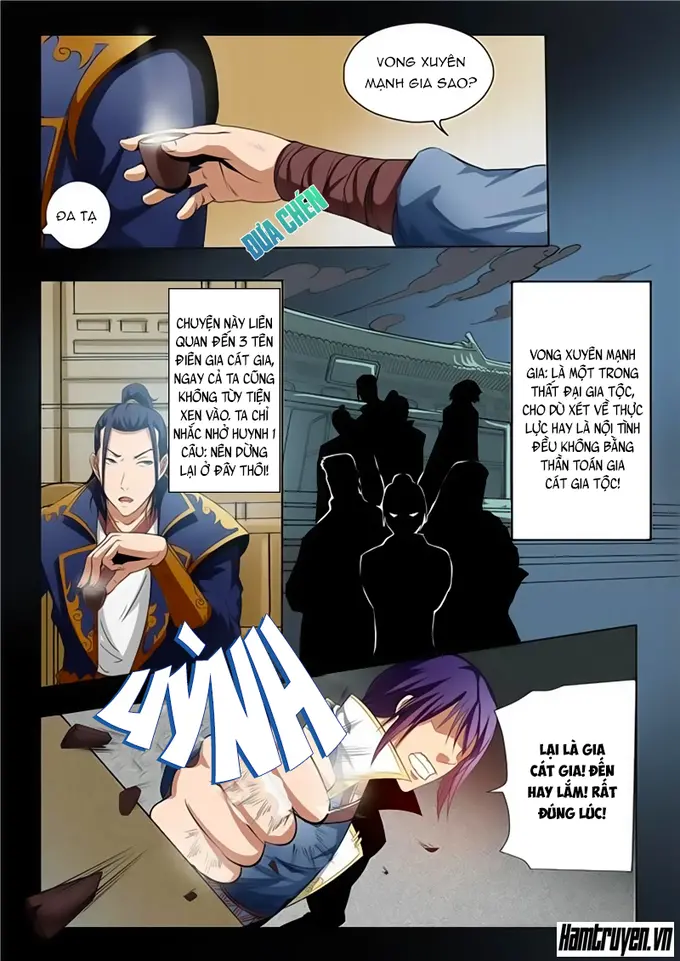 VONG XUYÊN
MẠNH GIA SAO?
ĐA TẠ
ĐỨA CHÉN
CHUYỆN NÀY LIÊN
QUAN ĐẾN 3 TÊN
ĐIÊN GIA CÁT GIA,
NGAY CẢ TA CŨNG
KHÔNG TÙY TIỆN
XEN VÀO. TA CHỈ
NHẮC NHỞ HUYNH 1
CÂU: NÊN DỪNG
LẠI Ở ĐÂY THÔI!
VONG XUYÊN MẠNH
GIA: LÀ MỘT TRONG
THẤT ĐẠI GIA TỘC,
CHO DÙ XÉT VỀ THỰC
LỰC HAY LÀ NỘI TÌNH
ĐỀU KHÔNG BẰNG
THẦN TOÁN GIA
CÁT GIA TỘC!
UỲNH
LẠI LÀ GIA
CÁT GIA! ĐẾN
HAY LẮM! RẤT
ĐÚNG LÚC!
Hamtruyen.vn